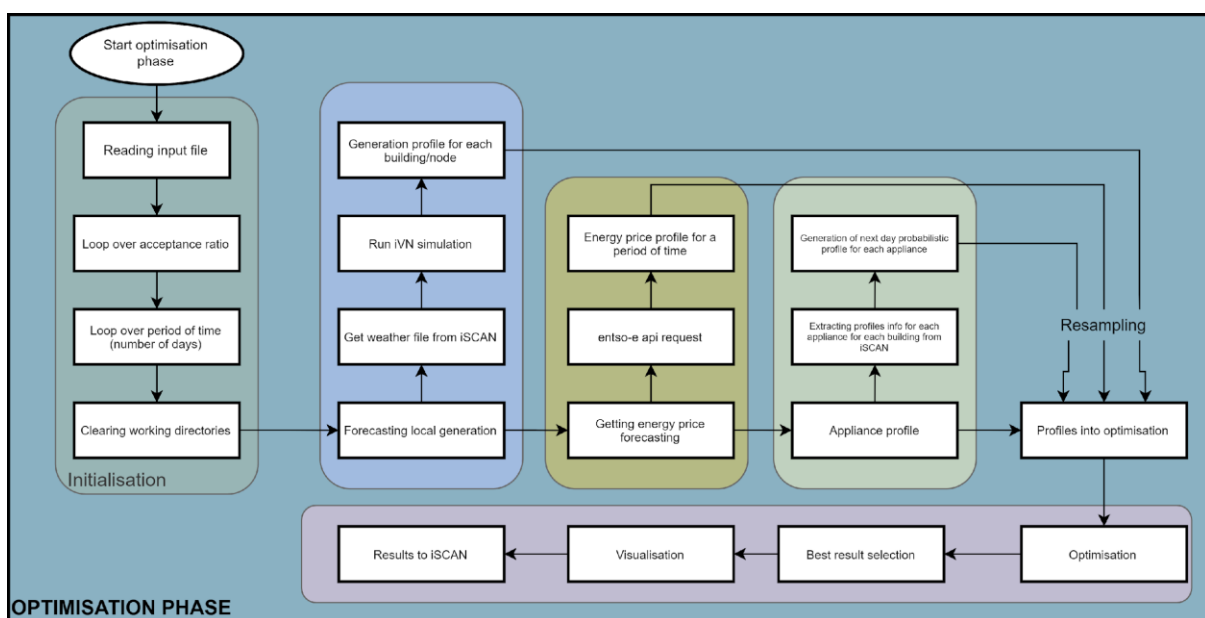 Start optimisation
phase
Reading input file
Loop over acceptance ratio
Loop over period of time
(number of days)
Clearing working directories
Initialisation
Generation profile for each
building/node
Run iVN simulation
Get weather file from iSCAN
Forecasting local generation
Energy price profile for a
period of time
entso-e api request
Getting energy price
forecasting
Generation of next day probabilistic
profile for each appliance
Extracting profiles info for each
appliance for each building from
iSCAN
Appliance profile
Resampling
Profiles into optimisation
Optimisation
Best result selection
Visualisation
Results to iSCAN
OPTIMISATION PHASE